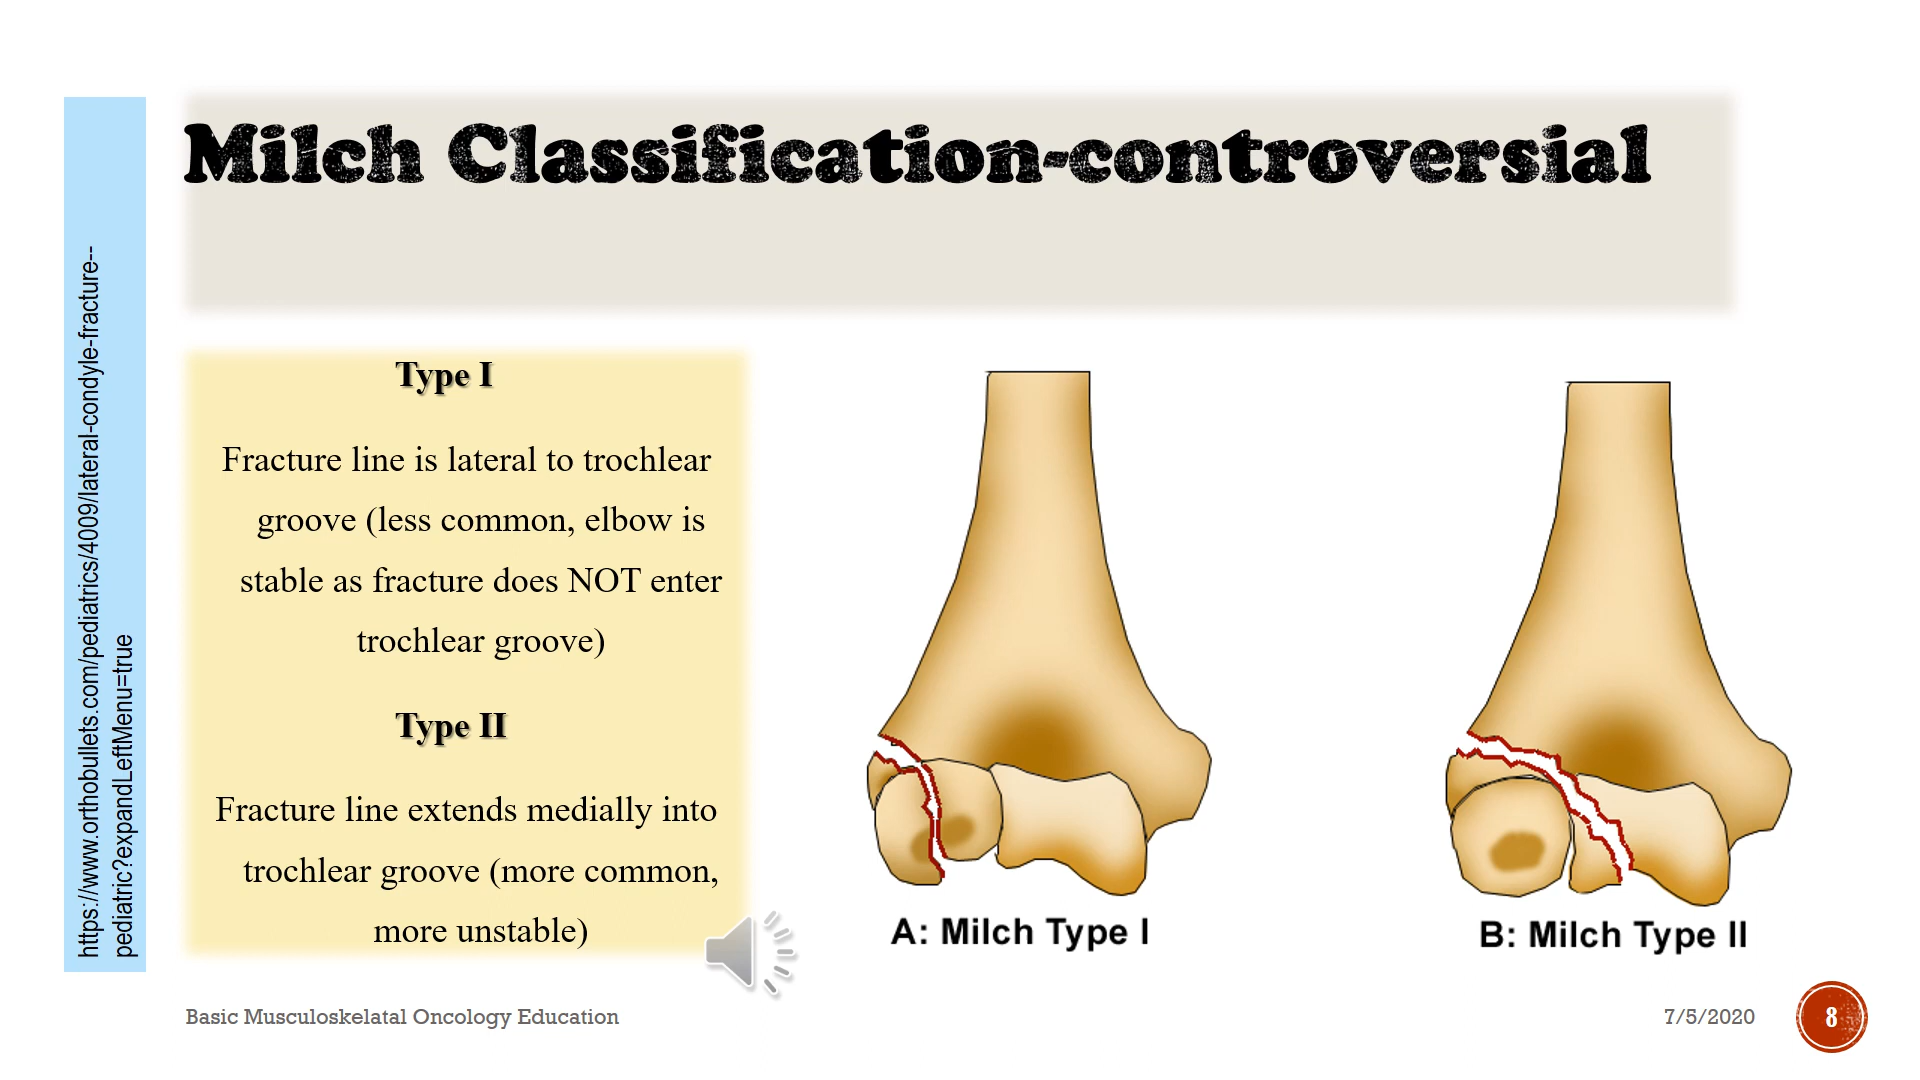 Milch Classification-controversial
https://www.orthobullets.com/pediatrics/4009/lateral-condyle-fracture--
pediatric?expandLeftMenu=true
Type I
Fracture line is lateral to trochlear
groove (less common, elbow is
stable as fracture does NOT enter
trochlear groove)
Type II
Fracture line extends medially into
trochlear groove (more common,
more unstable)
A: Milch Type I
B: Milch Type II
Basic Musculoskelatal Oncology Education
7/5/2020
8